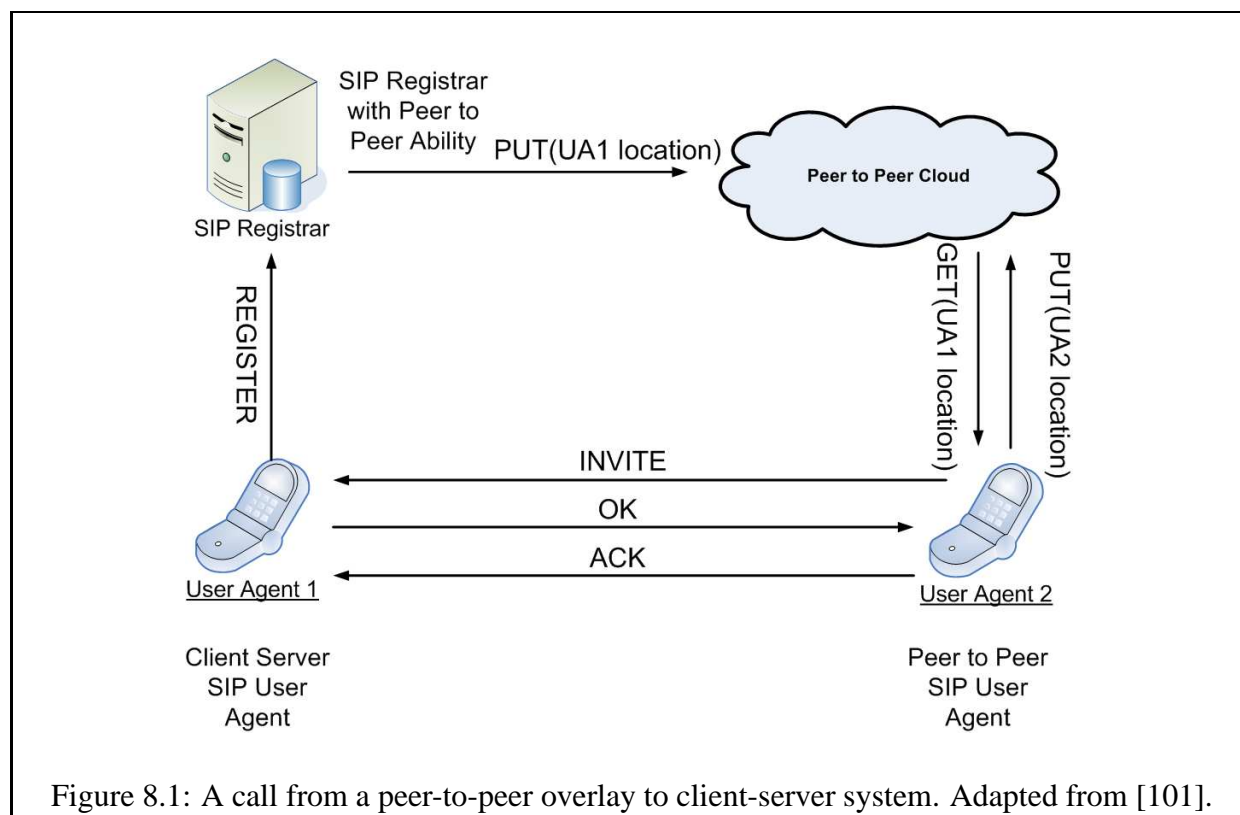 SIP Registrar
with Peer to
Peer Ability
PUT(UA1 location)
Peer to Peer Cloud
SIP Registrar
REGISTER
GET(UA1 location)
PUT(UA2 location)
INVITE
OK
ACK
User Agent 1
User Agent 2
Client Server
SIP User
Agent
Peer to Peer
SIP User
Agent
Figure 8.1: A call from a peer-to-peer overlay to client-server system. Adapted from [101].